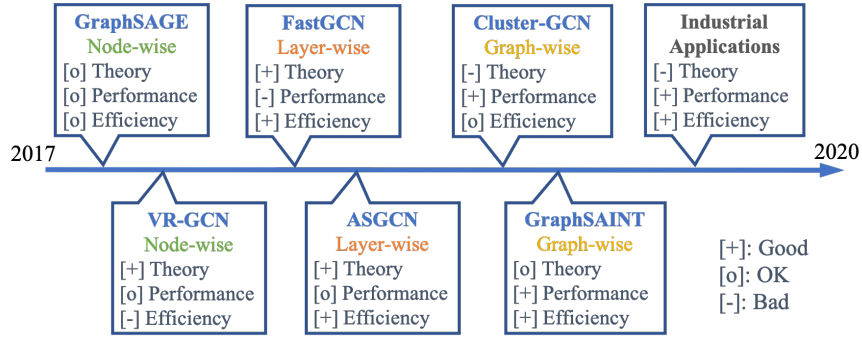 GraphSAGE
Node-wise
[o] Theory
[o] Performance
[o] Efficiency
FastGCN
Layer-wise
[+] Theory
[-] Performance
[+] Efficiency
Cluster-GCN
Graph-wise
[-] Theory
[+] Performance
[o] Efficiency
Industrial
Applications
[-] Theory
[+] Performance
[+] Efficiency
2017
2020
VR-GCN
Node-wise
[+] Theory
[o] Performance
[-] Efficiency
ASGCN
Layer-wise
[+] Theory
[o] Performance
[+] Efficiency
GraphSAINT
Graph-wise
[o] Theory
[+] Performance
[+] Efficiency
[+]: Good
[o]: OK
[-]: Bad